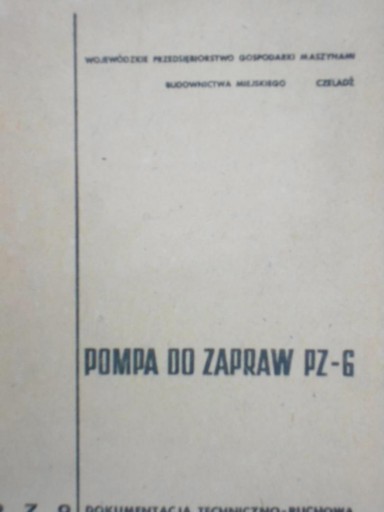 WOJEWÓDZKIE PRZEDSIĘBIORSTWO GOSPODARKI MASZYNAMI
BUDOWNICTWA MIEJSKIEGO CZELADŹ
POMPA DO ZAPRAW PZ-6
DOKUMENTACJA TECHNICZNO-RUCHOWA